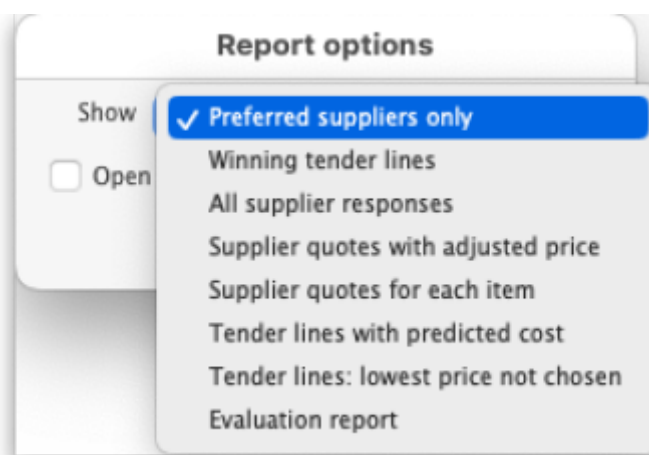 Report options
Show
✓ Preferred suppliers only
Winning tender lines
Open
All supplier responses
Supplier quotes with adjusted price
Supplier quotes for each item
Tender lines with predicted cost
Tender lines: lowest price not chosen
Evaluation report